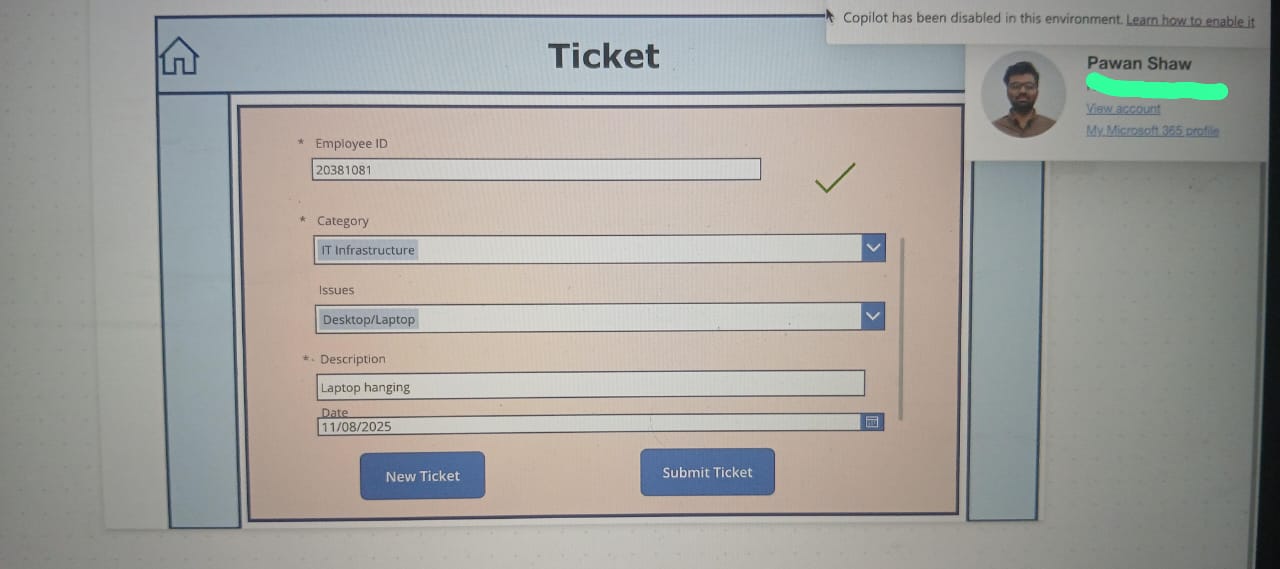 Copilot has been disabled in this environment. Learn how to enable it
Ticket
Pawan Shaw
View account
My Microsoft 365 profile
* Employee ID
20381081
* Category
IT Infrastructure
Issues
Desktop/Laptop
* Description
Laptop hanging
Date
11/08/2025
New Ticket
Submit Ticket